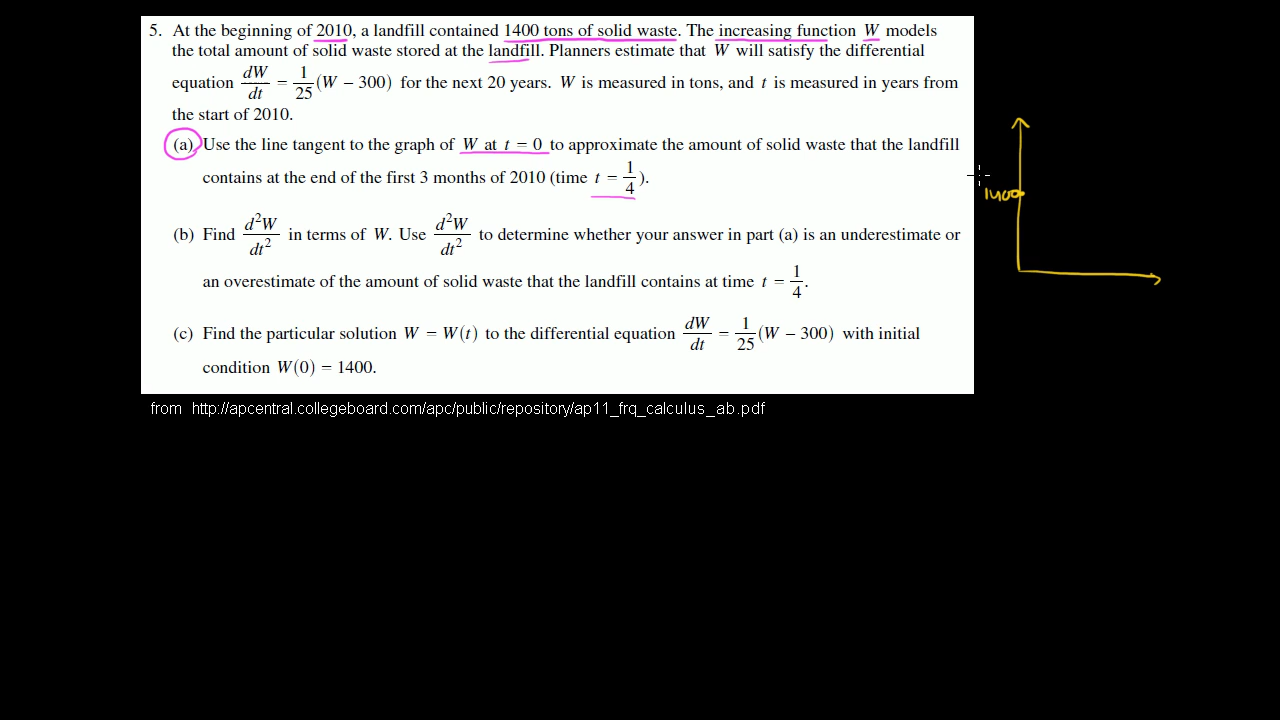 5. At the beginning of 2010, a landfill contained 1400 tons of solid waste. The increasing function W models
the total amount of solid waste stored at the landfill. Planners estimate that W will satisfy the differential
equation dW/dt = 1/25(W − 300) for the next 20 years. W is measured in tons, and t is measured in years from
the start of 2010.
(a) Use the line tangent to the graph of W at t = 0 to approximate the amount of solid waste that the landfill
contains at the end of the first 3 months of 2010 (time t = 1/4).
1400
(b) Find d²W/dt² in terms of W. Use d²W/dt² to determine whether your answer in part (a) is an underestimate or
an overestimate of the amount of solid waste that the landfill contains at time t = 1/4.
(c) Find the particular solution W = W(t) to the differential equation dW/dt = 1/25(W − 300) with initial
condition W(0) = 1400.
from http://apcentral.collegeboard.com/apc/public/repository/ap11_frq_calculus_ab.pdf